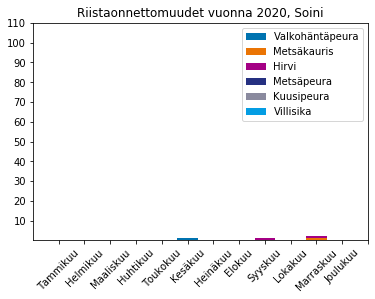 Riistaonnettomuudet vuonna 2020, Soini
110
100
90
80
70
60
50
40
30
20
10
Valkohäntäpeura
Metsäkauris
Hirvi
Metsäpeura
Kuusipeura
Villisika
Tammikuu
Helmikuu
Maaliskuu
Huhtikuu
Toukokuu
Kesäkuu
Heinäkuu
Elokuu
Syyskuu
Lokakuu
Marraskuu
Joulukuu